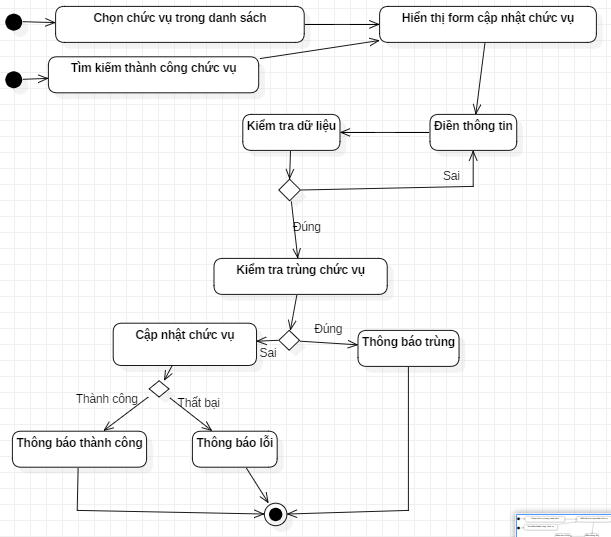 Chọn chức vụ trong danh sách
Hiển thị form cập nhật chức vụ
Tìm kiếm thành công chức vụ
Kiểm tra dữ liệu
Điền thông tin
Sai
Đúng
Kiểm tra trùng chức vụ
Cập nhật chức vụ
Đúng
Sai
Thông báo trùng
Thành công
Thất bại
Thông báo thành công
Thông báo lỗi